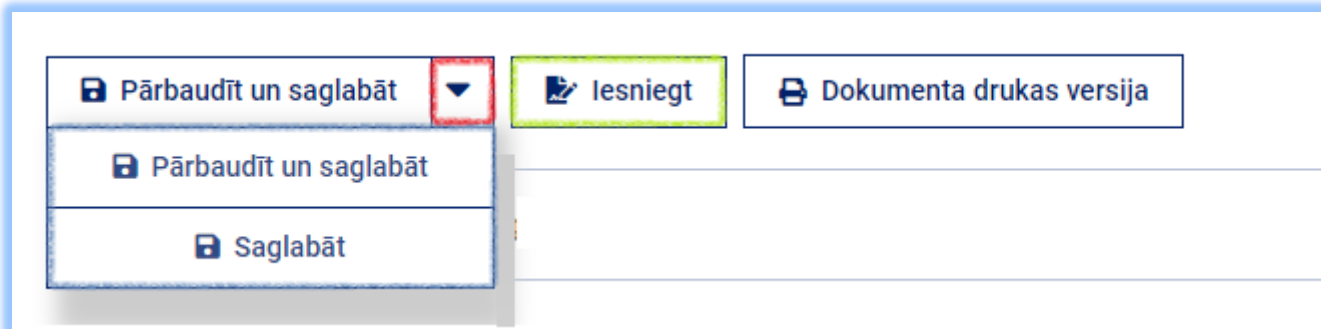 Pārbaudīt un saglabāt Iesniegt Dokumenta drukas versija
Pārbaudīt un saglabāt
Saglabāt